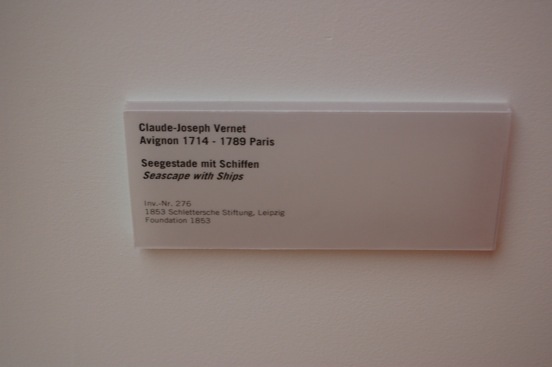 Claude-Joseph Vernet
Avignon 1714 - 1789 Paris
Seegestade mit Schiffen
Seascape with Ships
Inv.-Nr. 276
1853 Schlettersche Stiftung, Leipzig
Foundation 1853